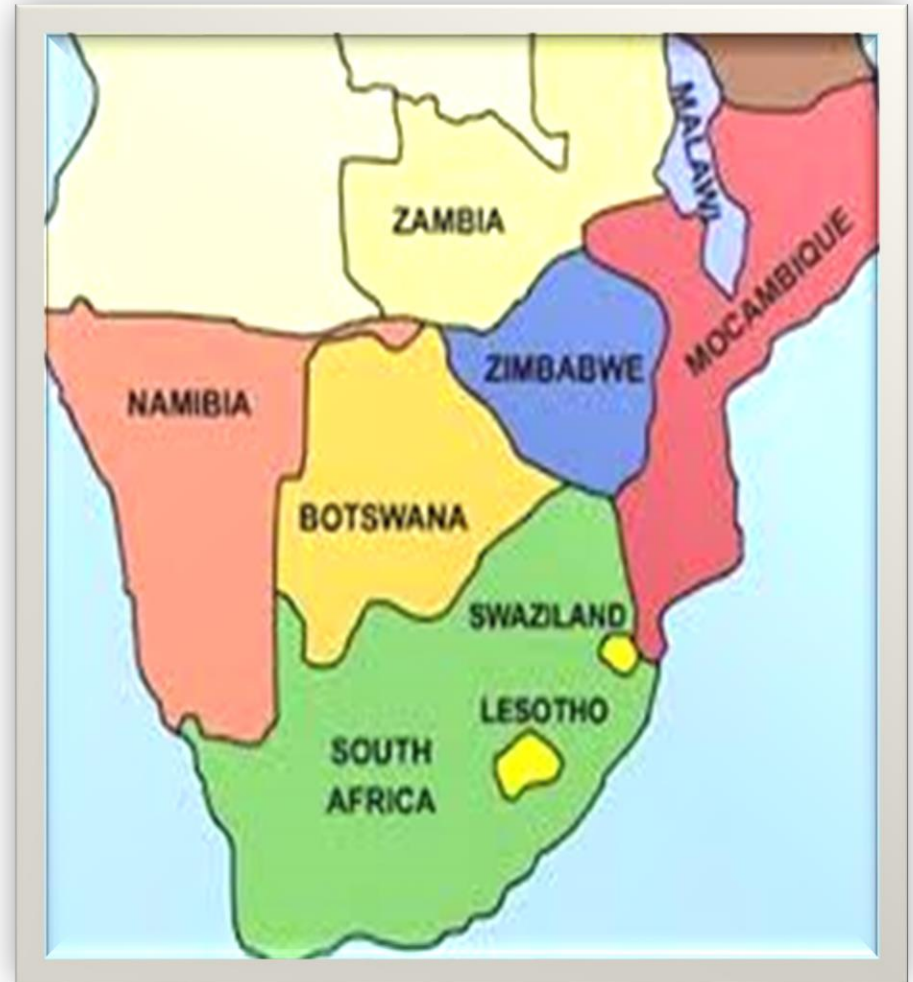 MALAWI
ZAMBIA
MOCAMBIQUE
ZIMBABWE
NAMIBIA
BOTSWANA
SWAZILAND
LESOTHO
SOUTH
AFRICA